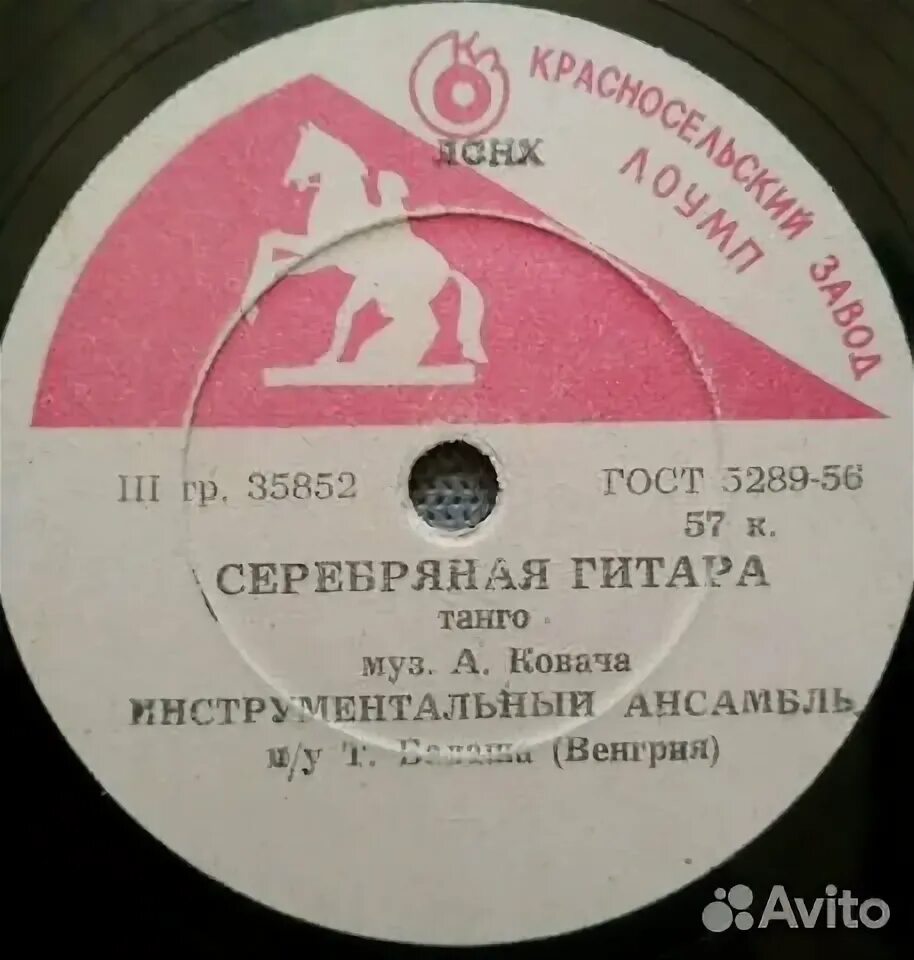 ЛСНХ
КРАСНОСЕЛЬСКИЙ ЗАВОД
ЛОУМП
III гр. 35852
ГОСТ 5289-56
57 к.
СЕРЕБРЯНАЯ ГИТАРА
танго
муз. А. Ковача
ИНСТРУМЕНТАЛЬНЫЙ АНСАМБЛЬ
п/у Т. Балаша (Венгрия)
Avito